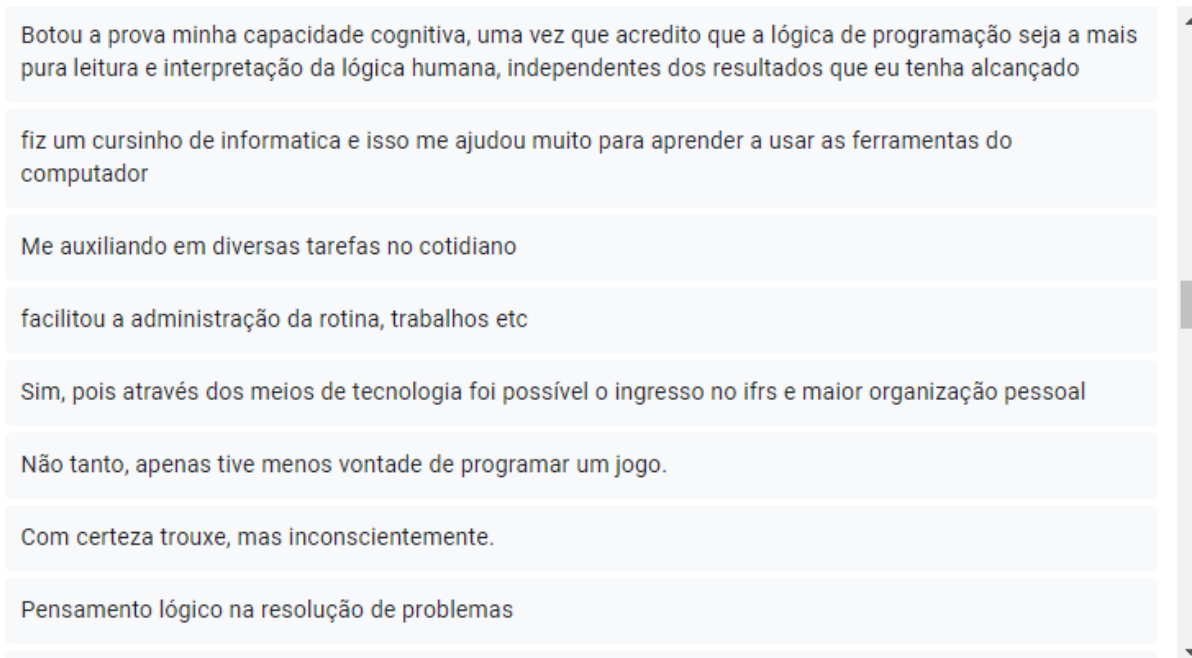 Botou a prova minha capacidade cognitiva, uma vez que acredito que a lógica de programação seja a mais
pura leitura e interpretação da lógica humana, independentes dos resultados que eu tenha alcançado
fiz um cursinho de informatica e isso me ajudou muito para aprender a usar as ferramentas do
computador
Me auxiliando em diversas tarefas no cotidiano
facilitou a administração da rotina, trabalhos etc
Sim, pois através dos meios de tecnologia foi possível o ingresso no ifrs e maior organização pessoal
Não tanto, apenas tive menos vontade de programar um jogo.
Com certeza trouxe, mas inconscientemente.
Pensamento lógico na resolução de problemas